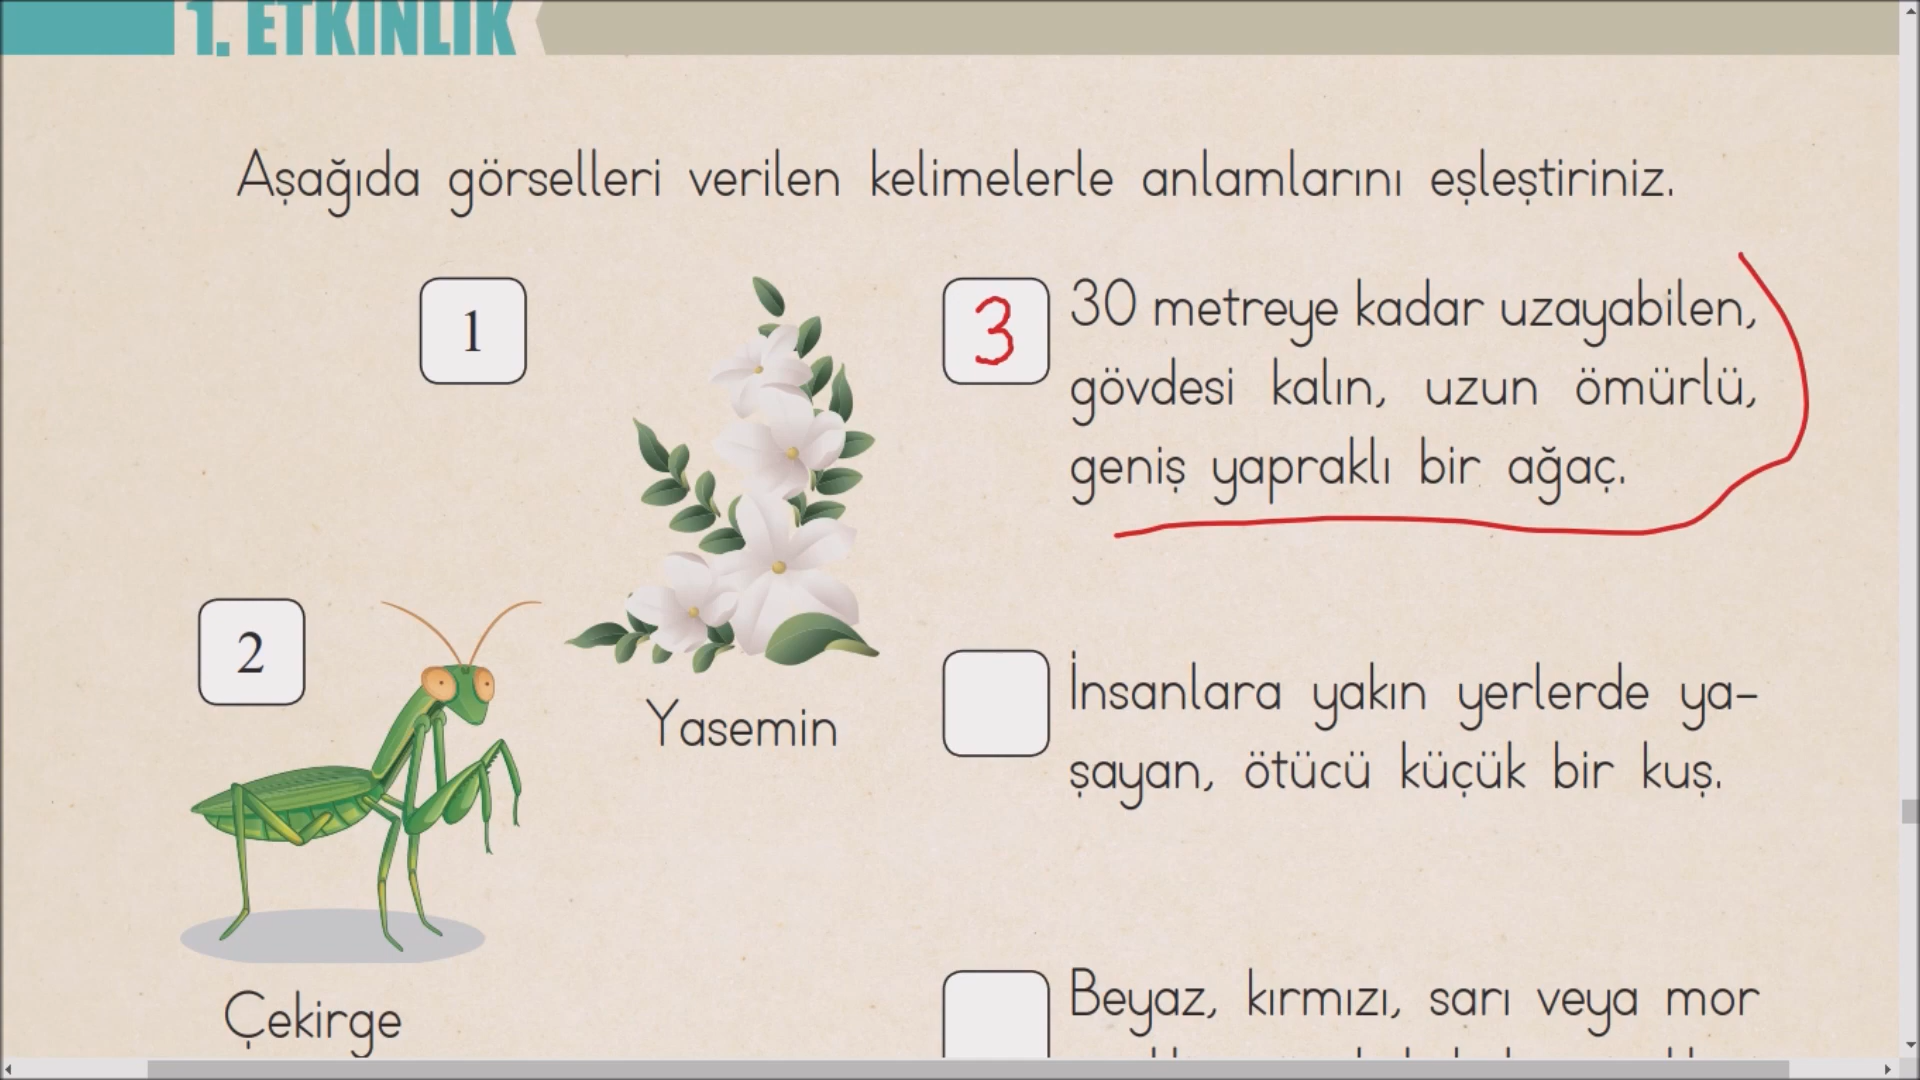 1. ETKİNLİK
Aşağıda görselleri verilen kelimelerle anlamlarını eşleştiriniz.
1
Yasemin
2
Çekirge
3
30 metreye kadar uzayabilen,
gövdesi kalın, uzun ömürlü,
geniş yapraklı bir ağaç.
İnsanlara yakın yerlerde ya-
şayan, ötücü küçük bir kuş.
Beyaz, kırmızı, sarı veya mor